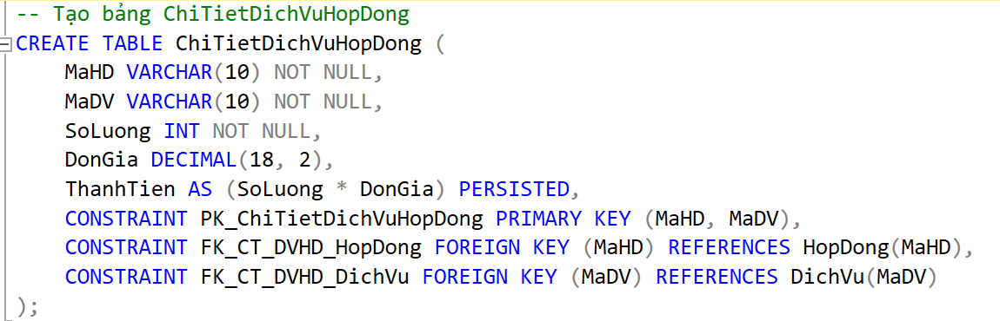 -- Tạo bảng ChiTietDichVuHopDong
CREATE TABLE ChiTietDichVuHopDong (
    MaHD VARCHAR(10) NOT NULL,
    MaDV VARCHAR(10) NOT NULL,
    SoLuong INT NOT NULL,
    DonGia DECIMAL(18, 2),
    ThanhTien AS (SoLuong * DonGia) PERSISTED,
    CONSTRAINT PK_ChiTietDichVuHopDong PRIMARY KEY (MaHD, MaDV),
    CONSTRAINT FK_CT_DVHD_HopDong FOREIGN KEY (MaHD) REFERENCES HopDong(MaHD),
    CONSTRAINT FK_CT_DVHD_DichVu FOREIGN KEY (MaDV) REFERENCES DichVu(MaDV)
);